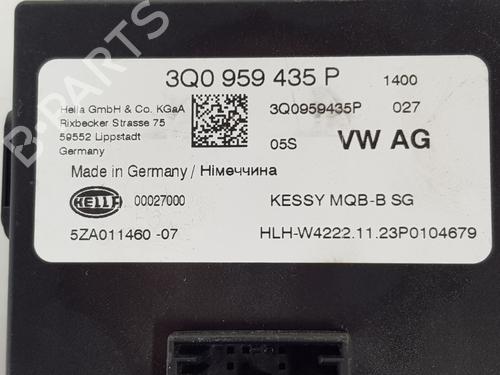 3Q0 959 435 P
1400
Hella GmbH & Co. KGaA
Rixbecker Strasse 75
59552 Lippstadt
Germany
3Q0959435P
027
05S
VW AG
Made in Germany / Німеччина
HELLA
00027000
KESSY MQB-B SG
5ZA011460 -07
HLH-W4222.11.23P0104679
B-PARTS